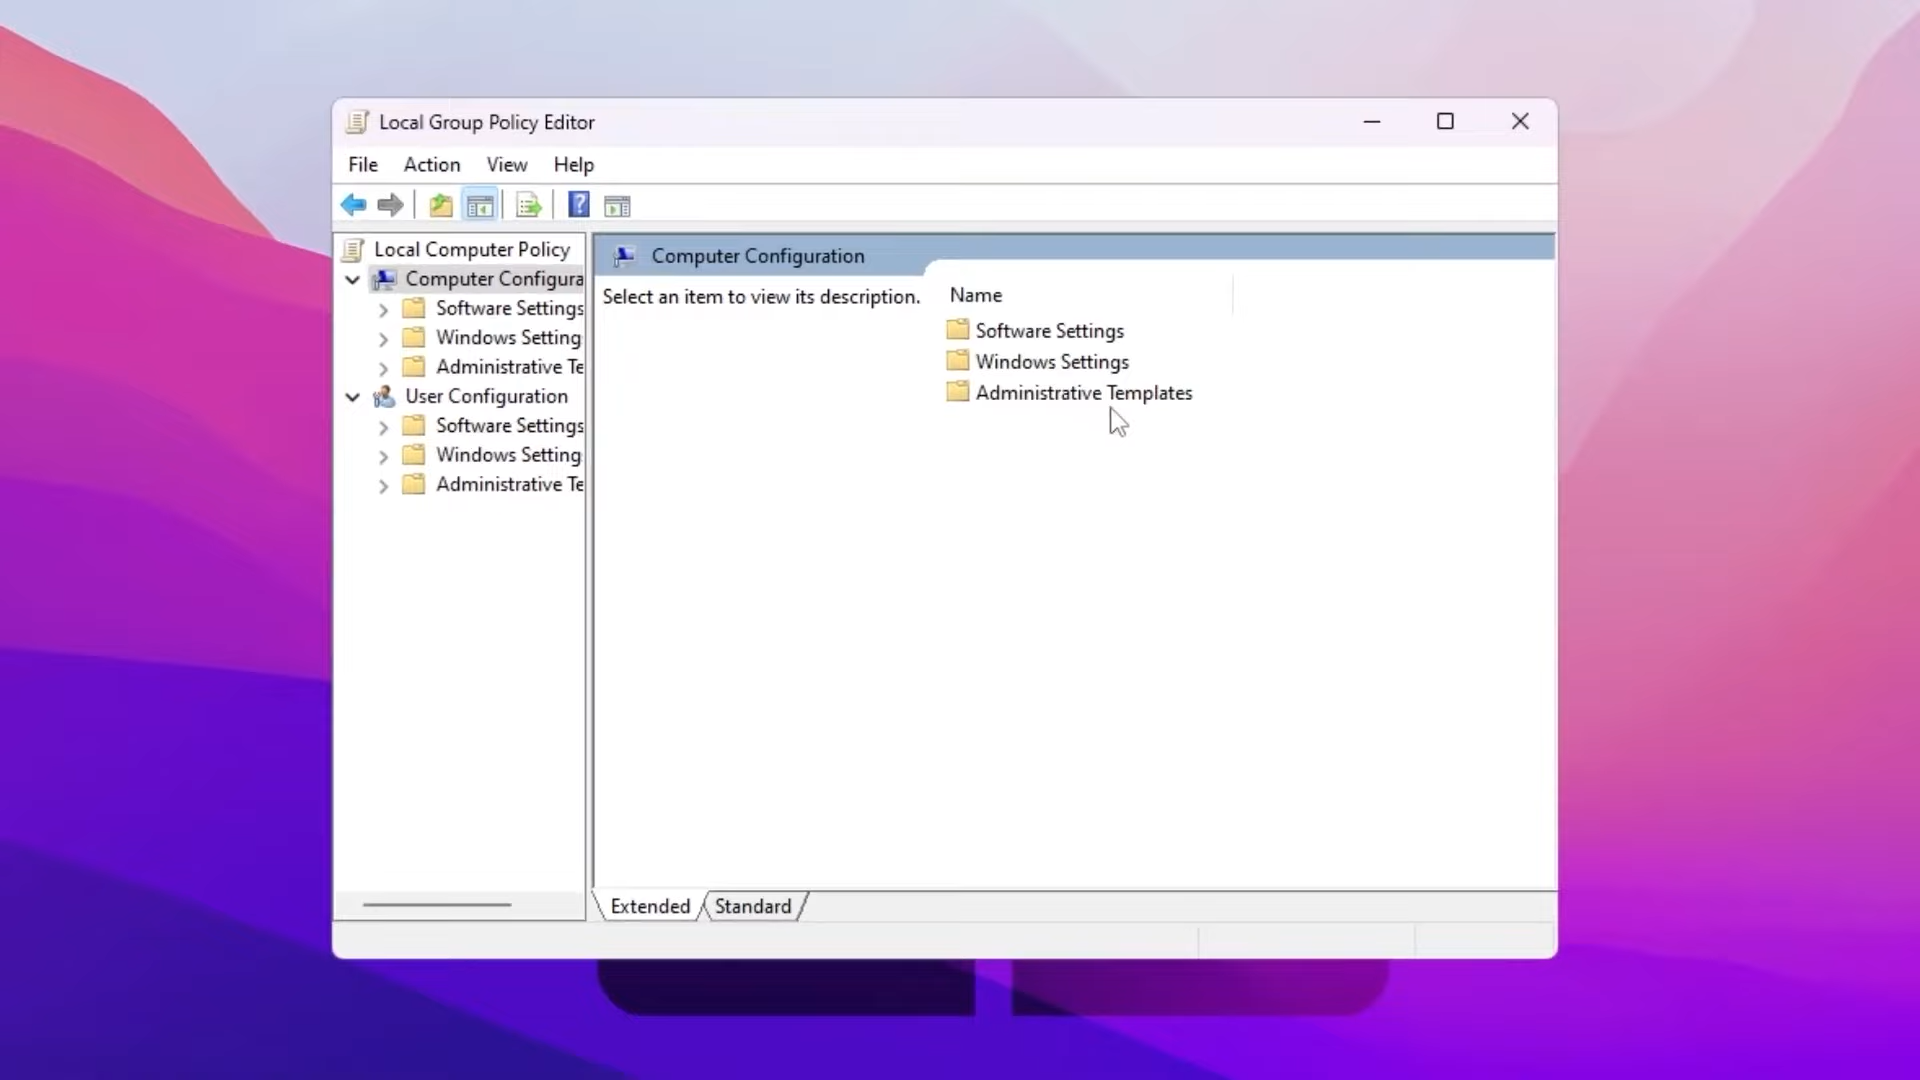 Local Group Policy Editor
File Action View Help
Local Computer Policy
Computer Configura
Software Settings
Windows Setting
Administrative Te
User Configuration
Software Settings
Windows Setting
Administrative Te
Computer Configuration
Select an item to view its description.
Name
Software Settings
Windows Settings
Administrative Templates
Extended Standard